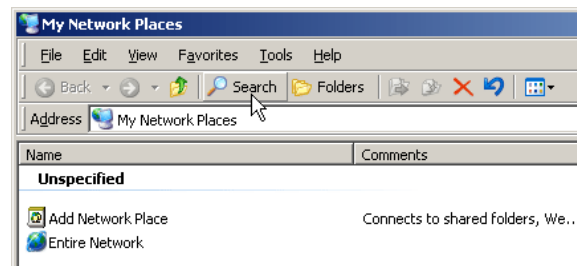 My Network Places
File Edit View Favorites Tools Help
Back Search Folders
Address My Network Places
Name Comments
Unspecified
Add Network Place Connects to shared folders, We...
Entire Network